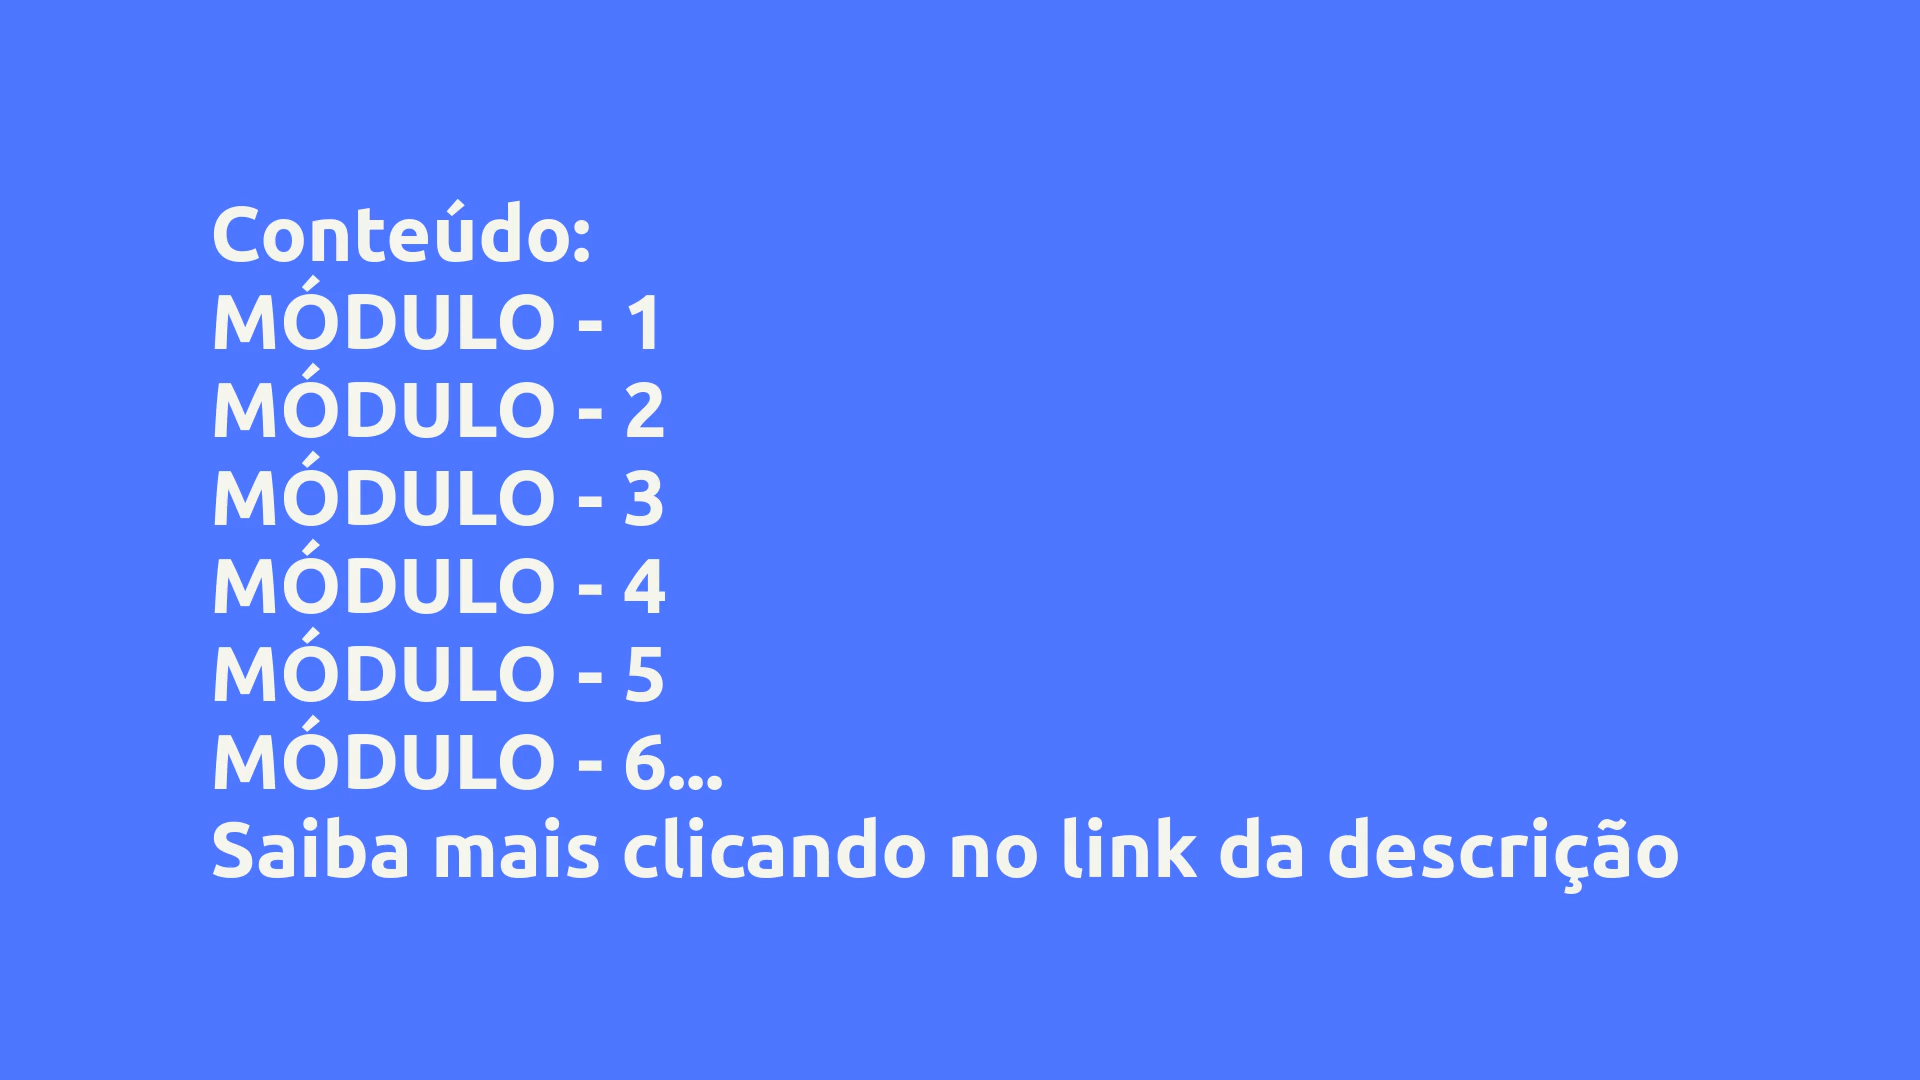 Conteúdo:
MÓDULO - 1
MÓDULO - 2
MÓDULO - 3
MÓDULO - 4
MÓDULO - 5
MÓDULO - 6...
Saiba mais clicando no link da descrição